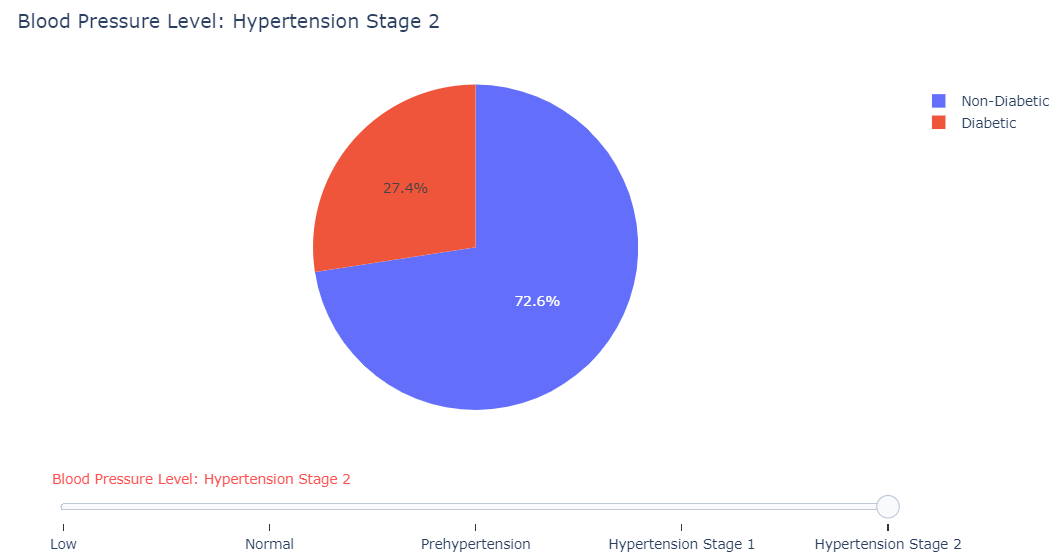 Blood Pressure Level: Hypertension Stage 2
Non-Diabetic
Diabetic
27.4%
72.6%
Blood Pressure Level: Hypertension Stage 2
Low Normal Prehypertension Hypertension Stage 1 Hypertension Stage 2